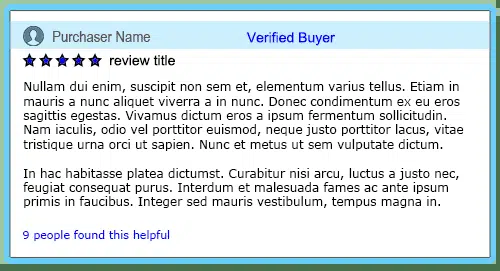 Purchaser Name Verified Buyer
review title
Nullam dui enim, suscipit non sem et, elementum varius tellus. Etiam in
mauris a nunc aliquet viverra a in nunc. Donec condimentum ex eu eros
sagittis egestas. Vivamus dictum eros a ipsum fermentum sollicitudin.
Nam iaculis, odio vel porttitor euismod, neque justo porttitor lacus, vitae
tristique urna orci ut sapien. Nunc et metus ut sem vulputate dictum.
In hac habitasse platea dictumst. Curabitur nisi arcu, luctus a justo nec,
feugiat consequat purus. Interdum et malesuada fames ac ante ipsum
primis in faucibus. Integer sed mauris vestibulum, tempus magna in.
9 people found this helpful